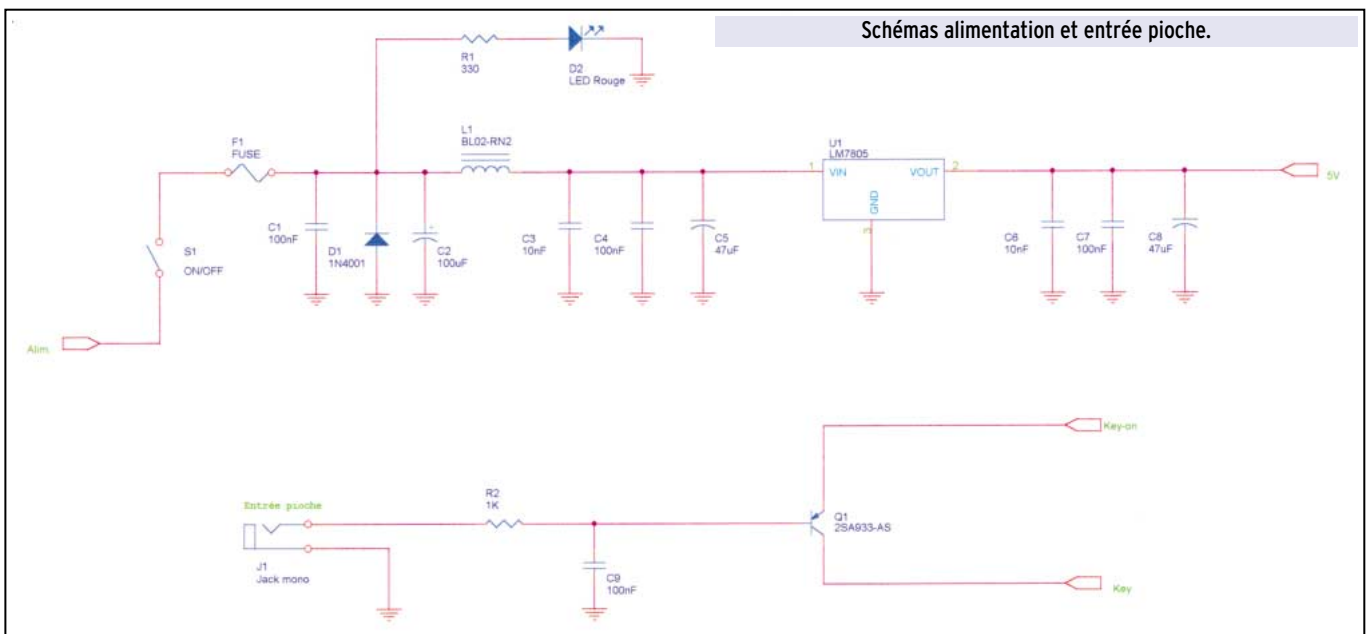 Schémas alimentation et entrée pioche.
R1
330
D2
LED Rouge
F1
FUSE
L1
BL02-RN2
U1
LM7805
1
VIN
VOUT
2
GND
3
5V
S1
ON/OFF
C1
100nF
D1
1N4001
C2
100uF
C3
10nF
C4
100nF
C5
47uF
C6
10nF
C7
100nF
C8
47uF
Alim
Key-on
Entrée pioche
R2
1K
Q1
2SA933-AS
J1
Jack mono
C9
100nF
Key